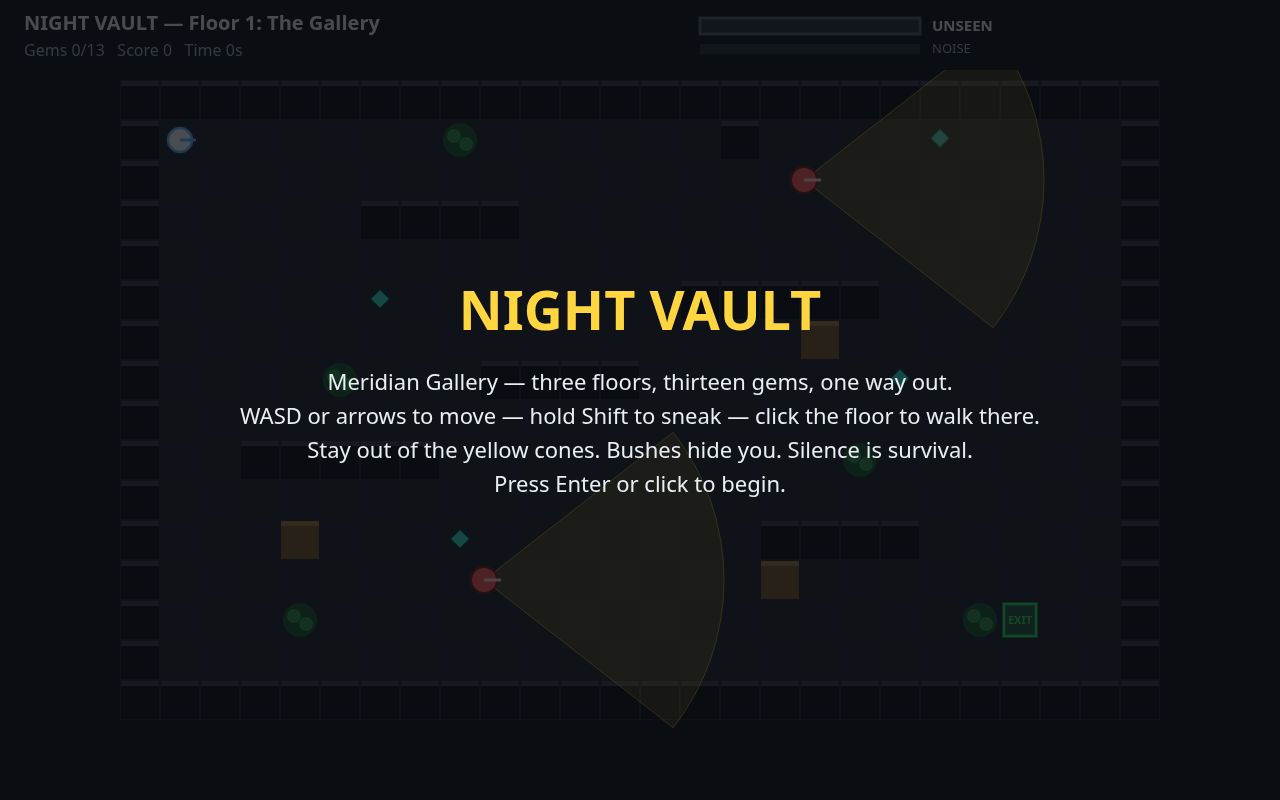 NIGHT VAULT — Floor 1: The Gallery
Gems 0/13 Score 0 Time 0s
UNSEEN
NOISE
NIGHT VAULT
Meridian Gallery — three floors, thirteen gems, one way out.
WASD or arrows to move — hold Shift to sneak — click the floor to walk there.
Stay out of the yellow cones. Bushes hide you. Silence is survival.
Press Enter or click to begin.
EXIT